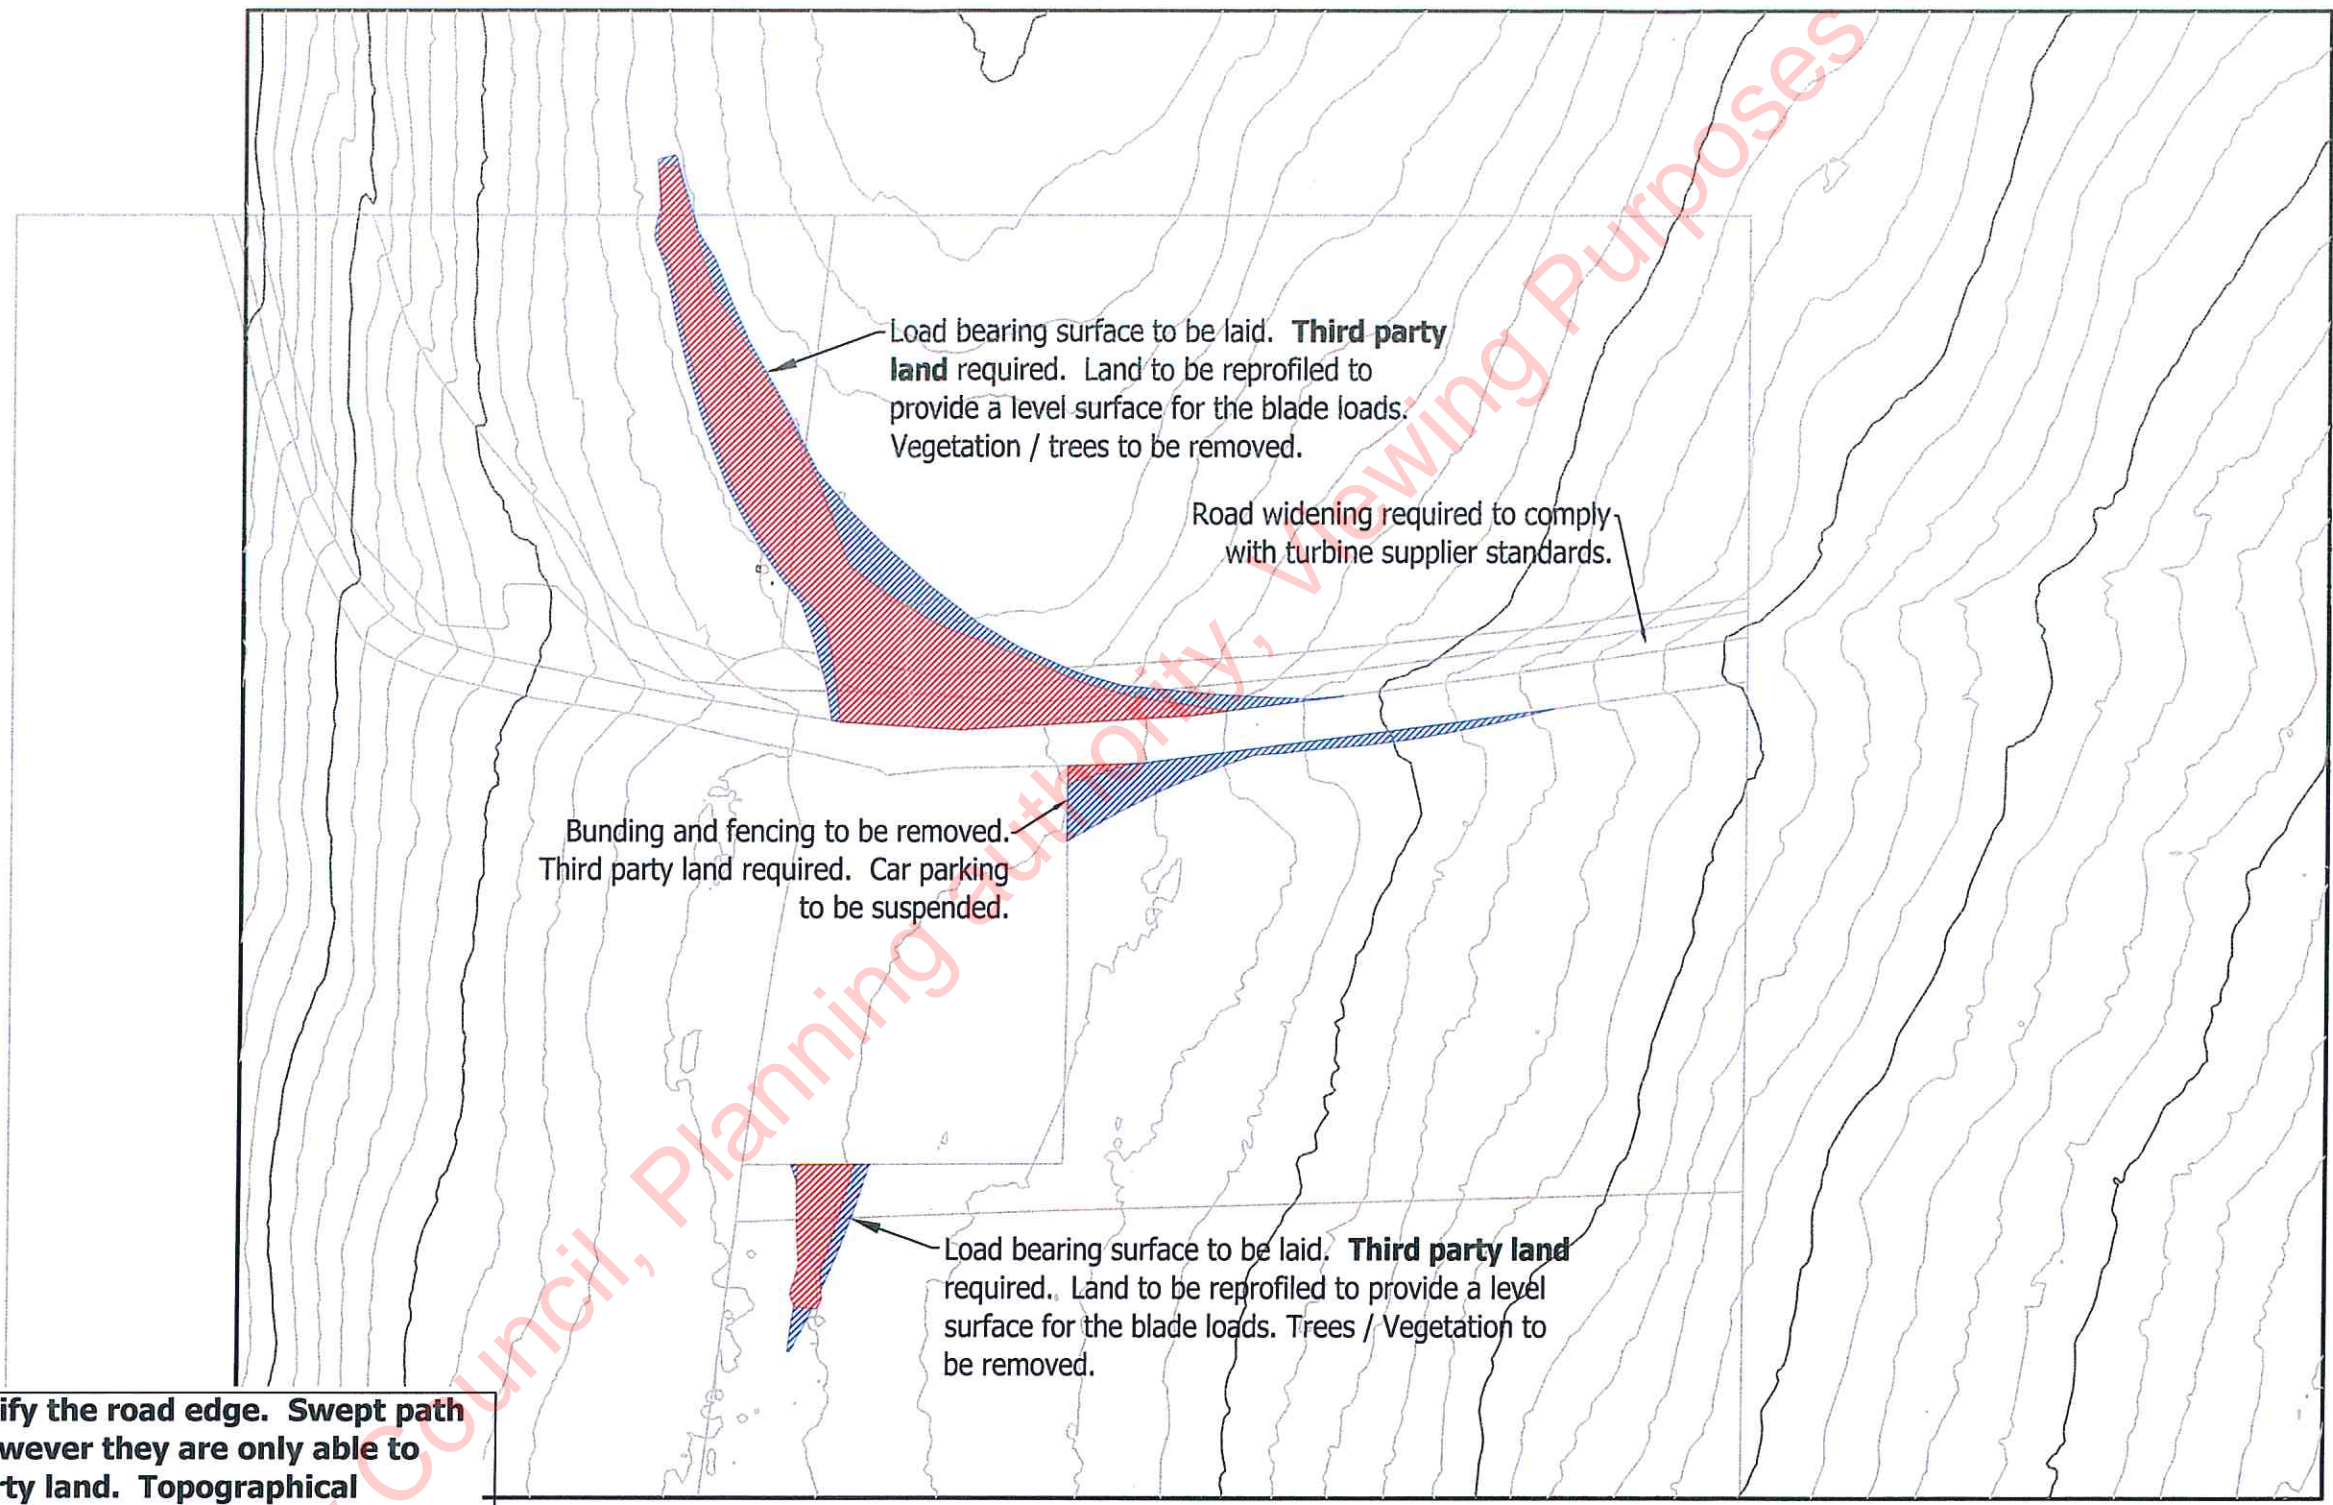 Load bearing surface to be laid. Third party
land required. Land to be reprofiled to
provide a level surface for the blade loads.
Vegetation / trees to be removed.
Road widening required to comply
with turbine supplier standards.
Bunding and fencing to be removed.
Third party land required. Car parking
to be suspended.
Load bearing surface to be laid. Third party land
required. Land to be reprofiled to provide a level
surface for the blade loads. Trees / Vegetation to
be removed.
ify the road edge. Swept path
wever they are only able to
rty land. Topographical
Council, Planning authority, Viewing Purposes